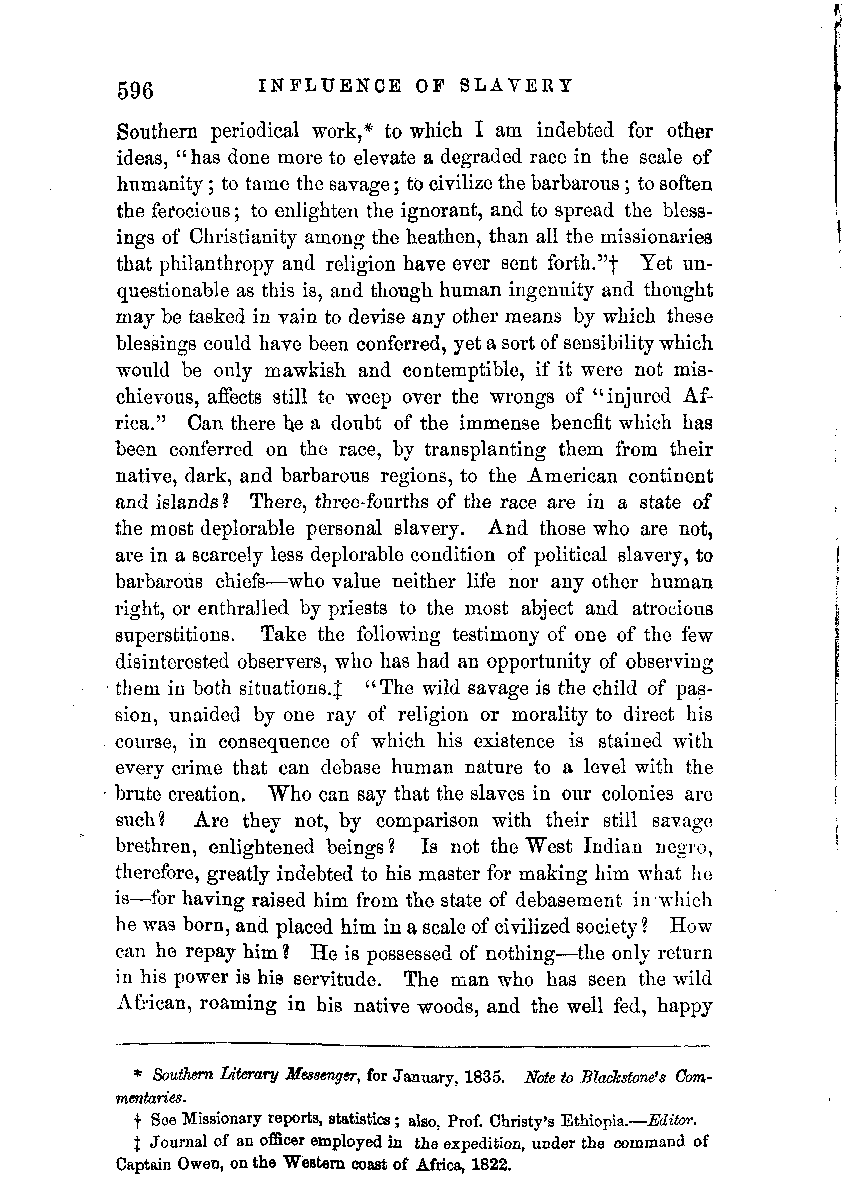 596 INFLUENCE OF SLAVERY
Southern periodical work,* to which I am indebted for other
ideas, "has done more to elevate a degraded race in the scale of
humanity; to tame the savage; to civilize the barbarous; to soften
the ferocious; to enlighten the ignorant, and to spread the bless-
ings of Christianity among the heathen, than all the missionaries
that philanthropy and religion have ever sent forth."† Yet un-
questionable as this is, and though human ingenuity and thought
may be tasked in vain to devise any other means by which these
blessings could have been conferred, yet a sort of sensibility which
would be only mawkish and contemptible, if it were not mis-
chievous, affects still to weep over the wrongs of "injured Af-
rica." Can there be a doubt of the immense benefit which has
been conferred on the race, by transplanting them from their
native, dark, and barbarous regions, to the American continent
and islands? There, three-fourths of the race are in a state of
the most deplorable personal slavery. And those who are not,
are in a scarcely less deplorable condition of political slavery, to
barbarous chiefs—who value neither life nor any other human
right, or enthralled by priests to the most abject and atrocious
superstitions. Take the following testimony of one of the few
disinterested observers, who has had an opportunity of observing
them in both situations.‡ "The wild savage is the child of pas-
sion, unaided by one ray of religion or morality to direct his
course, in consequence of which his existence is stained with
every crime that can debase human nature to a level with the
brute creation. Who can say that the slaves in our colonies are
such? Are they not, by comparison with their still savage
brethren, enlightened beings? Is not the West Indian negro,
therefore, greatly indebted to his master for making him what he
is—for having raised him from the state of debasement in which
he was born, and placed him in a scale of civilized society? How
can he repay him? He is possessed of nothing—the only return
in his power is his servitude. The man who has seen the wild
African, roaming in his native woods, and the well fed, happy
* Southern Literary Messenger, for January, 1835. Note to Blackstone's Com-
mentaries.
† See Missionary reports, statistics; also, Prof. Christy's Ethiopia.—Editor.
‡ Journal of an officer employed in the expedition, under the command of
Captain Owen, on the Western coast of Africa, 1822.